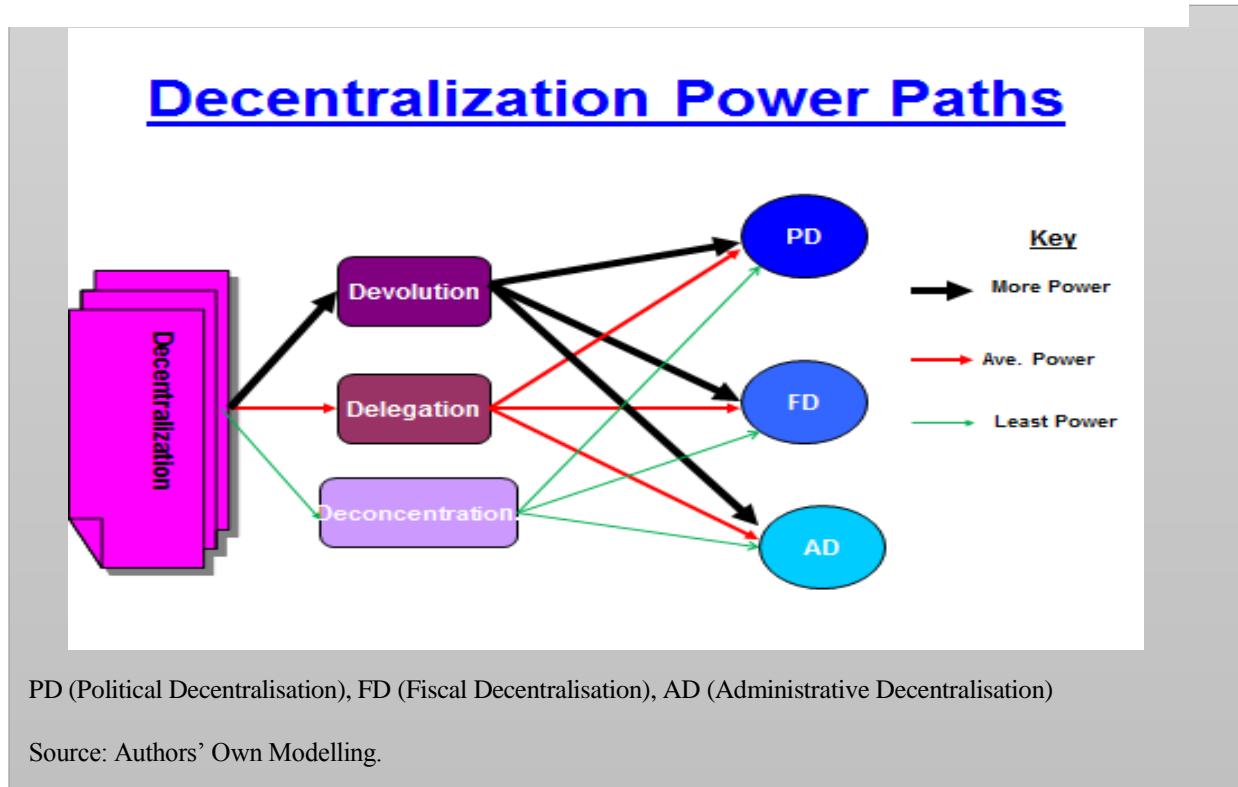 Decentralization Power Paths
Decentralization
Devolution
Delegation
Deconcentration.
PD
FD
AD
Key
More Power
Ave. Power
Least Power
PD (Political Decentralisation), FD (Fiscal Decentralisation), AD (Administrative Decentralisation)
Source: Authors’ Own Modelling.